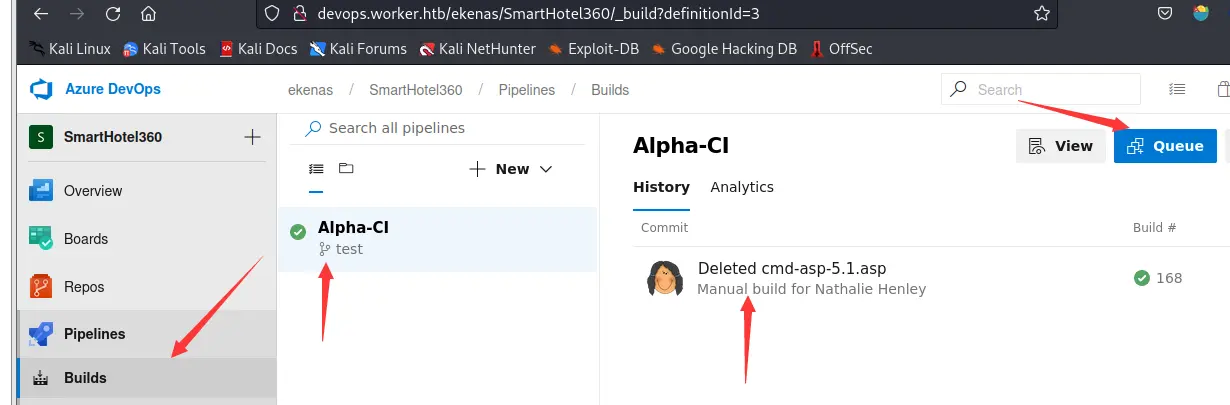 devops.worker.htb/ekenas/SmartHotel360/_build?definitionId=3
Kali Linux Kali Tools Kali Docs Kali Forums Kali NetHunter Exploit-DB Google Hacking DB OffSec
Azure DevOps ekenas / SmartHotel360 / Pipelines / Builds Search
S SmartHotel360
Overview
Boards
Repos
Pipelines
Builds
Search all pipelines
New
Alpha-CI
test
Alpha-CI View Queue
History Analytics
Commit Build #
Deleted cmd-asp-5.1.asp
Manual build for Nathalie Henley
168